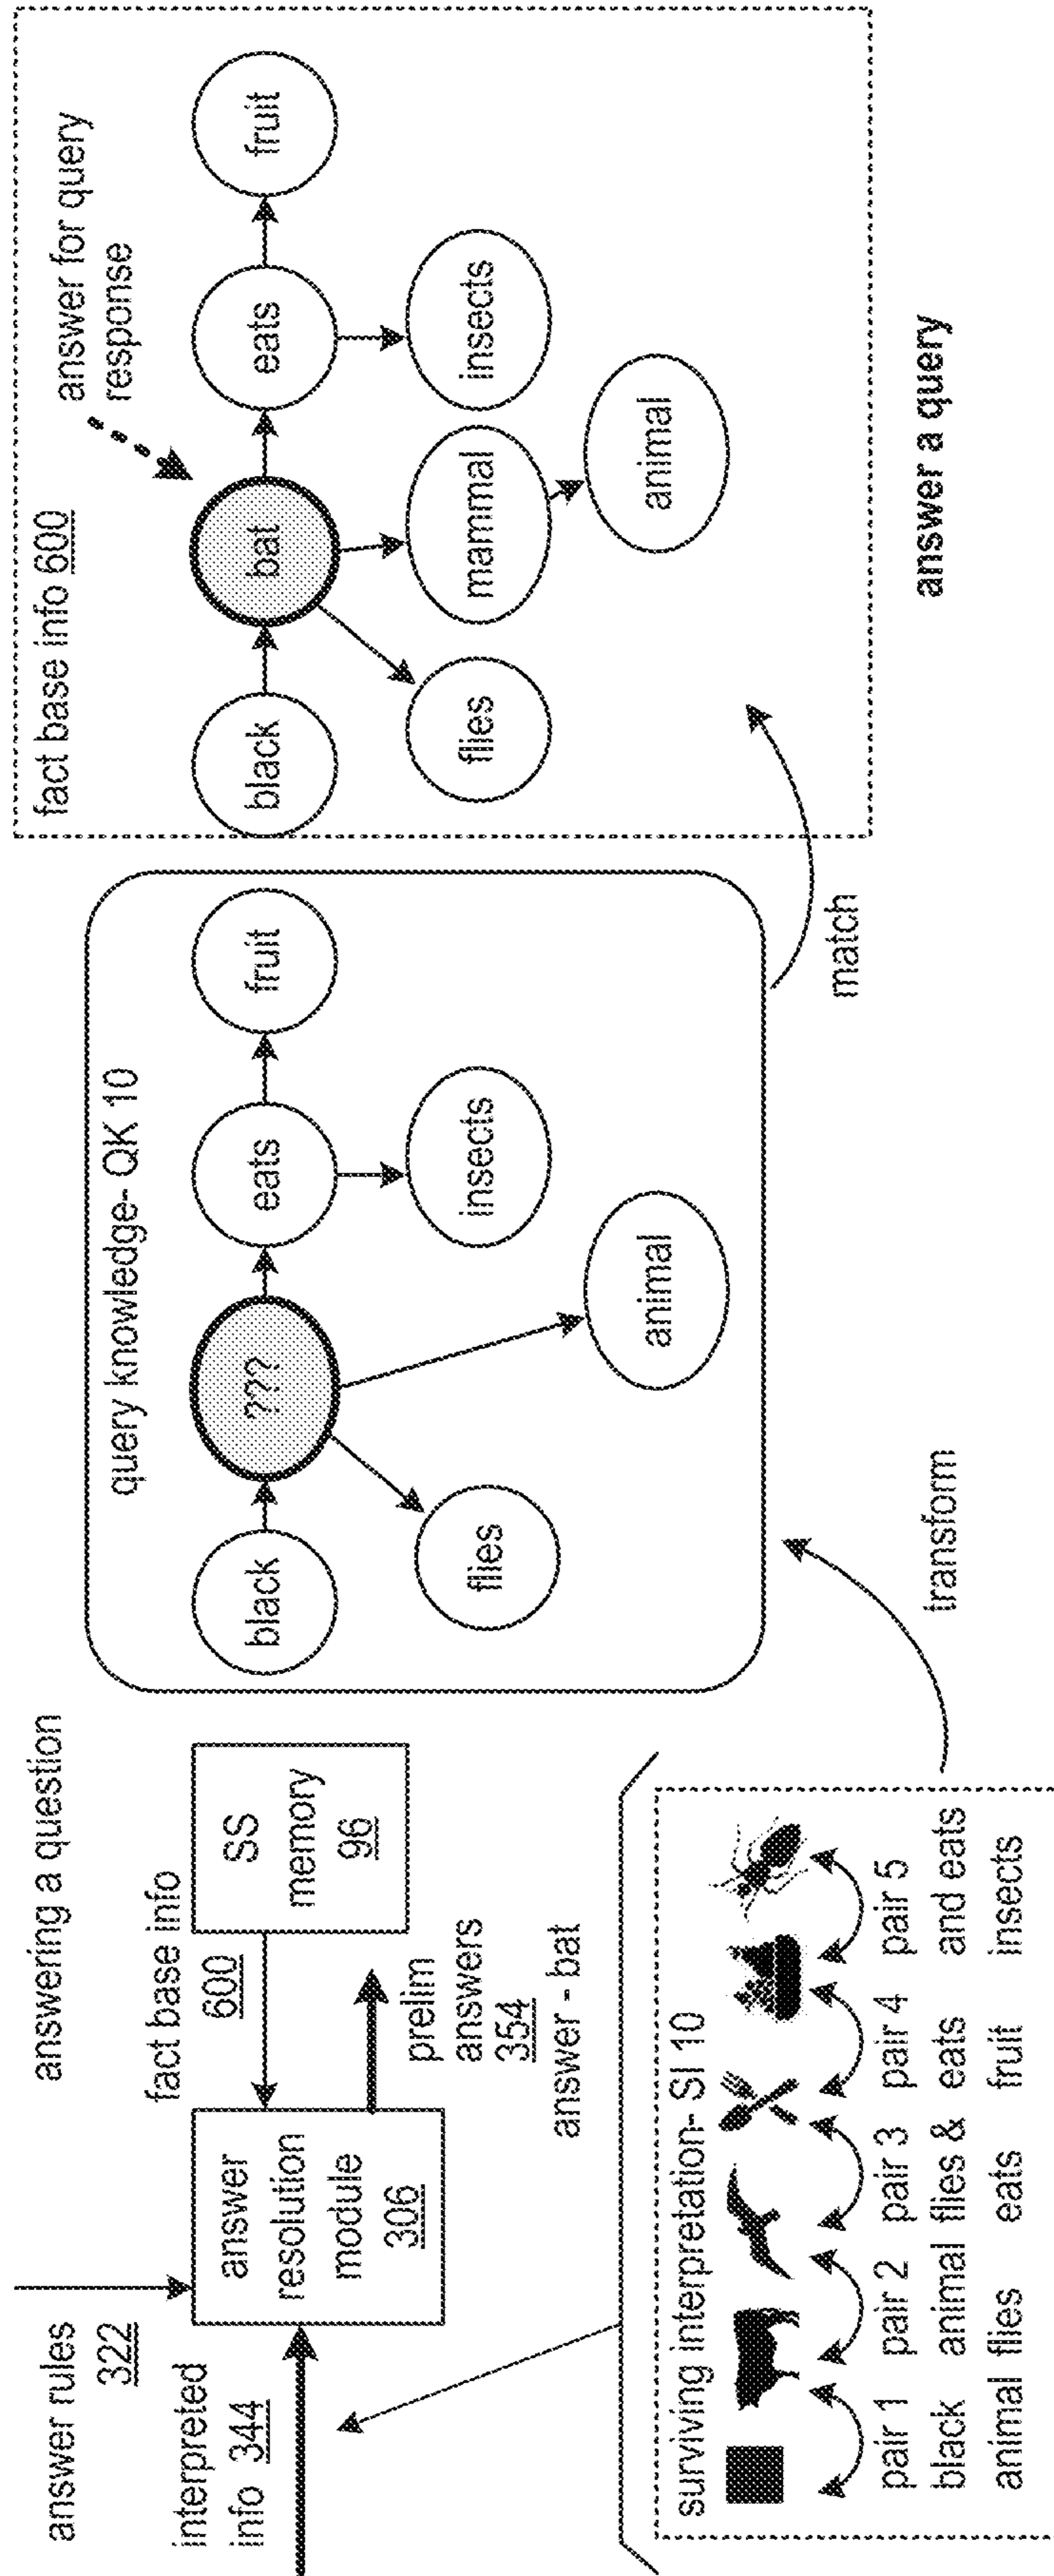 answering a question
answer rules
322
interpreted
info 344
answer
resolution
module
306
fact base info
600
SS
memory
96
prelim
answers
354
answer - bat
surviving interpretation- SI 10
pair 1 pair 2 pair 3 pair 4 pair 5
black animal flies & eats and eats
animal flies eats fruit insects
transform
query knowledge- QK 10
black
???
eats
fruit
flies
insects
animal
match
fact base info 600
answer for query
response
black
bat
eats
fruit
flies
mammal
insects
animal
answer a query